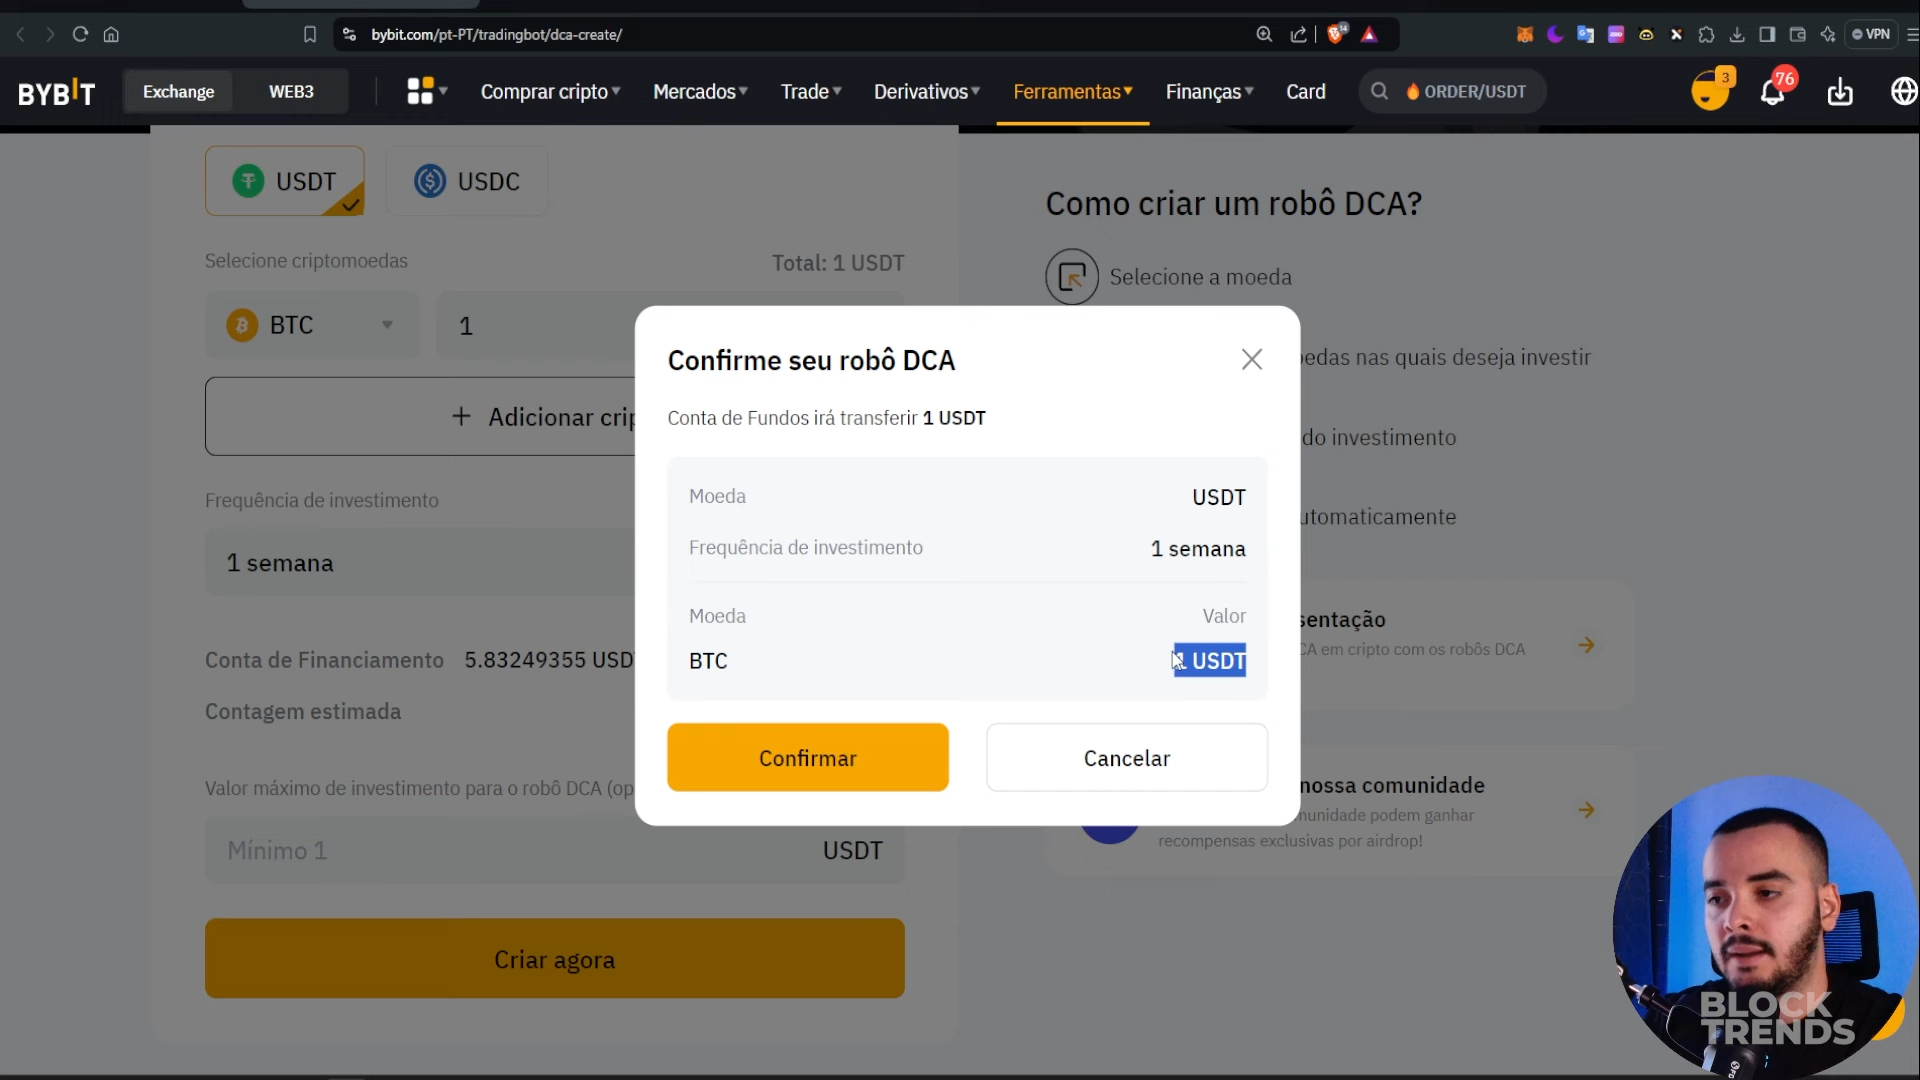 bybit.com/pt-PT/tradingbot/dca-create/
VPN
BYBIT
Exchange
WEB3
Comprar cripto
Mercados
Trade
Derivativos
Ferramentas
Finanças
Card
ORDER/USDT
3
76
USDT
USDC
Selecione criptomoedas
Total: 1 USDT
BTC
1
Adicionar crip
Frequência de investimento
1 semana
Conta de Financiamento 5.83249355 USD
Contagem estimada
Valor máximo de investimento para o robô DCA (op
Mínimo 1
USDT
Criar agora
Como criar um robô DCA?
Selecione a moeda
edas nas quais deseja investir
do investimento
utomaticamente
sentação
CA em cripto com os robôs DCA
nossa comunidade
munidade podem ganhar
recompensas exclusivas por airdrop!
Confirme seu robô DCA
Conta de Fundos irá transferir 1 USDT
Moeda
USDT
Frequência de investimento
1 semana
Moeda
Valor
BTC
1 USDT
Confirmar
Cancelar
BLOCK
TRENDS